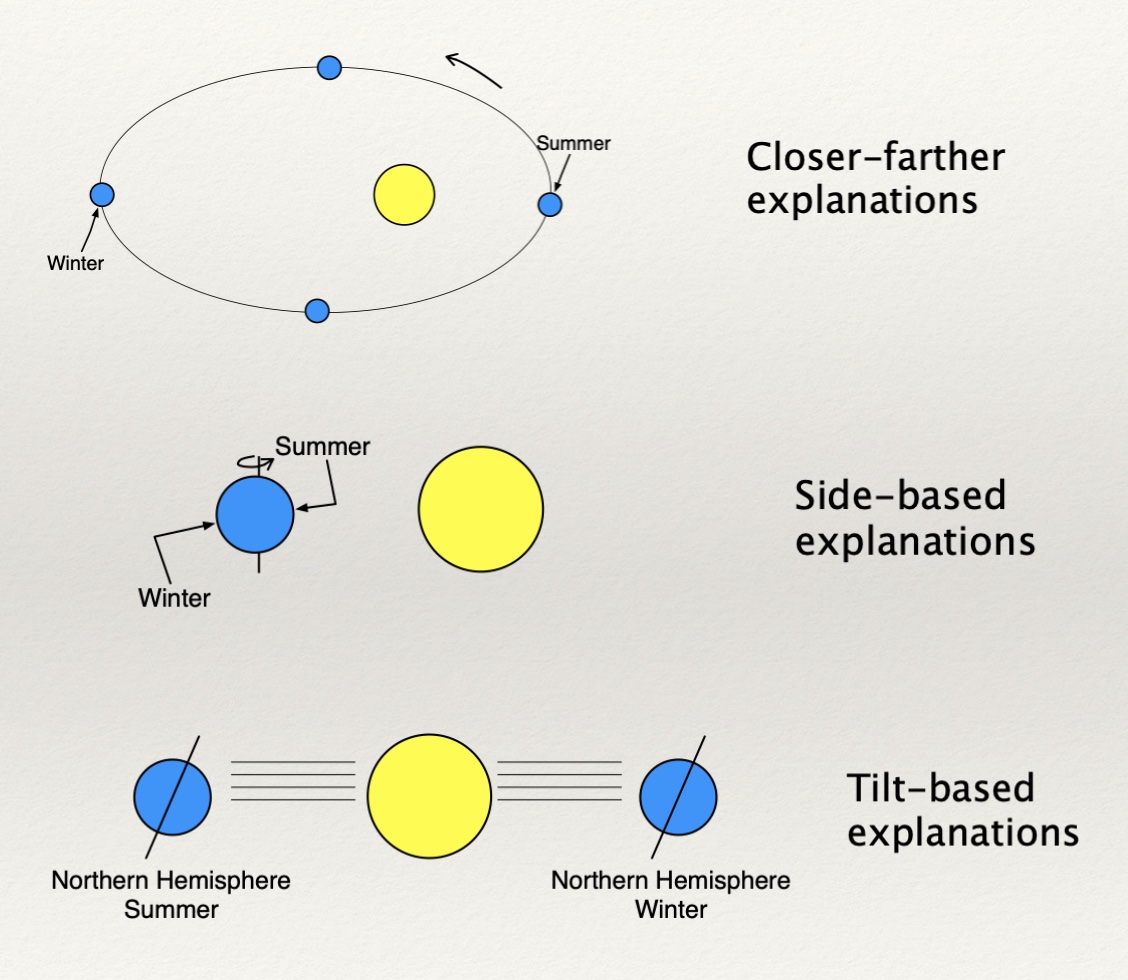 Summer
Closer-farther
explanations
Winter
Summer
Side-based
explanations
Winter
Tilt-based
explanations
Northern Hemisphere
Summer
Northern Hemisphere
Winter